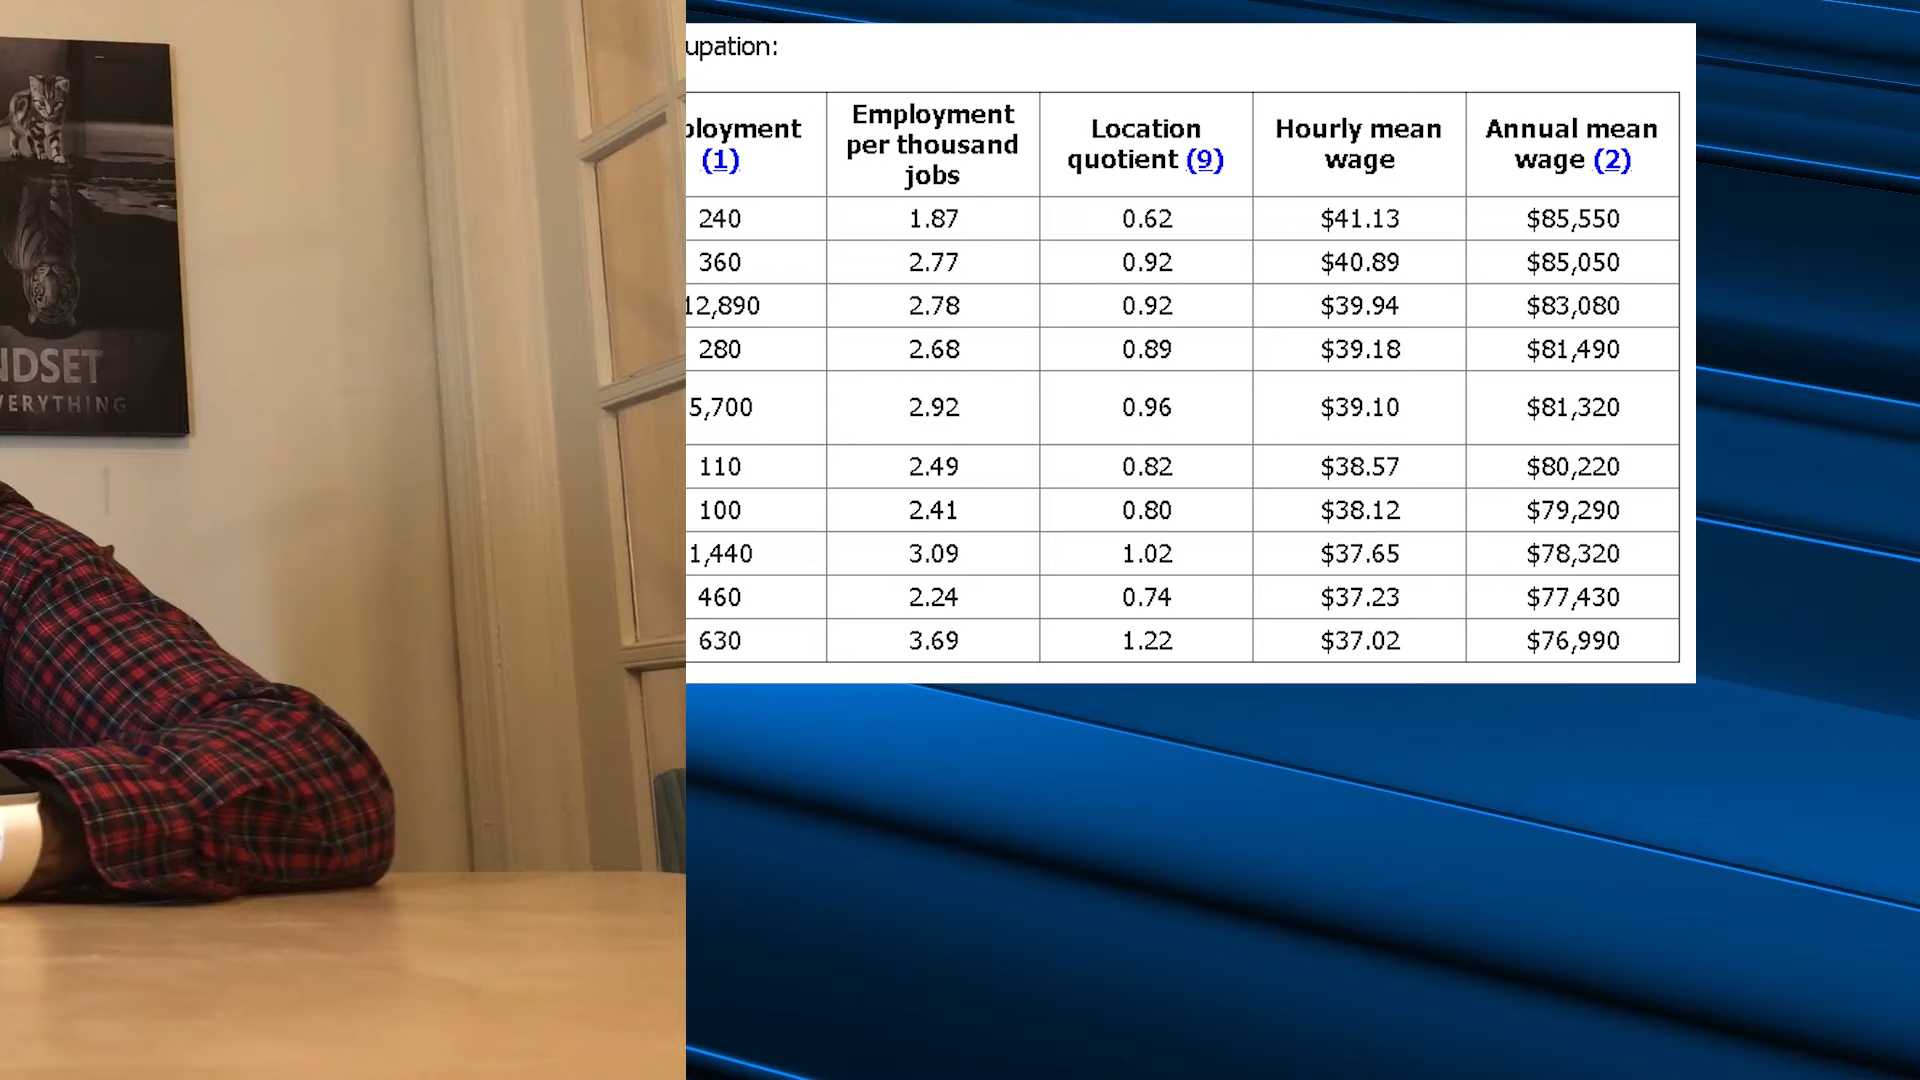 NDSET
VERYTHING
upation:
ployment (1) Employment per thousand jobs Location quotient (9) Hourly mean wage Annual mean wage (2)
240 1.87 0.62 $41.13 $85,550
360 2.77 0.92 $40.89 $85,050
12,890 2.78 0.92 $39.94 $83,080
280 2.68 0.89 $39.18 $81,490
5,700 2.92 0.96 $39.10 $81,320
110 2.49 0.82 $38.57 $80,220
100 2.41 0.80 $38.12 $79,290
1,440 3.09 1.02 $37.65 $78,320
460 2.24 0.74 $37.23 $77,430
630 3.69 1.22 $37.02 $76,990